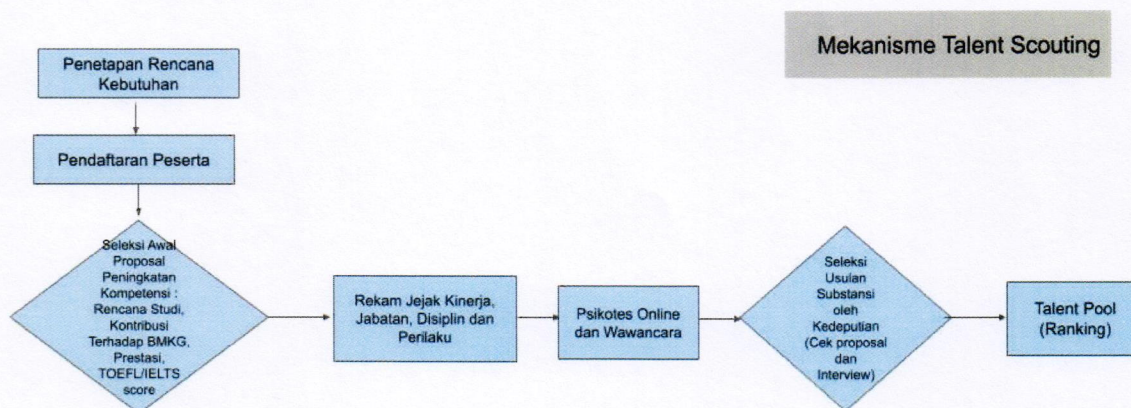 Mekanisme Talent Scouting
Penetapan Rencana
Kebutuhan
Pendaftaran Peserta
Seleksi Awal
Proposal
Peningkatan
Kompetensi :
Rencana Studi,
Kontribusi
Terhadap BMKG,
Prestasi,
TOEFL/IELTS
score
Rekam Jejak Kinerja,
Jabatan, Disiplin dan
Perilaku
Psikotes Online
dan Wawancara
Seleksi
Usulan
Substansi
oleh
Kedeputian
(Cek proposal
dan
Interview)
Talent Pool
(Ranking)